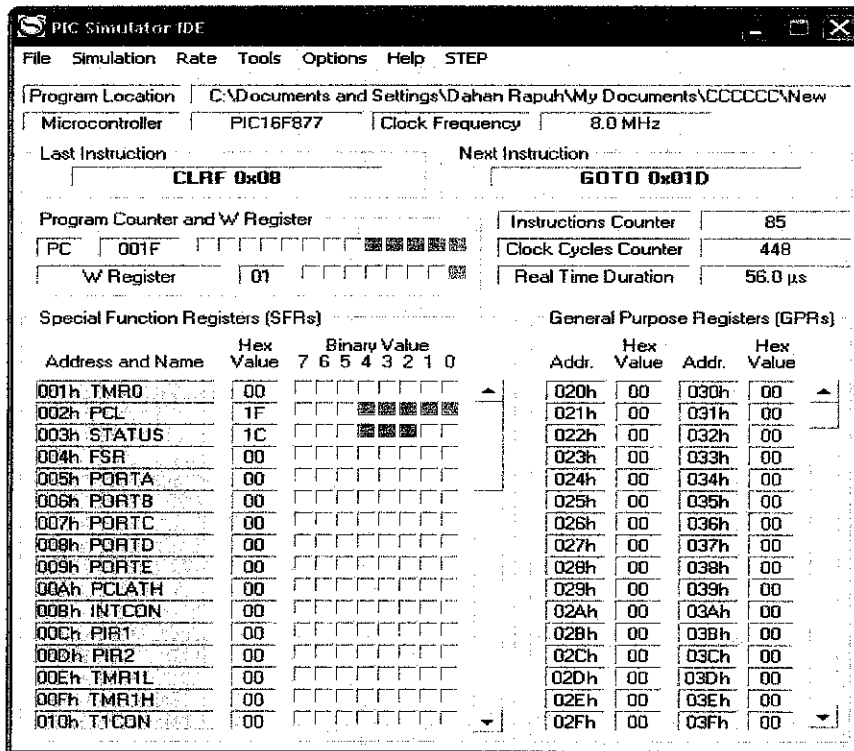 PIC Simulator IDE
File Simulation Rate Tools Options Help STEP
Program Location C:\Documents and Settings\Dahan Rapuh\My Documents\CCCCCC\New
Microcontroller PIC16F877 Clock Frequency 8.0 MHz
Last Instruction Next Instruction
CLRF 0x08 GOTO 0x01D
Program Counter and W Register Instructions Counter 85
PC 001F Clock Cycles Counter 448
W Register 01 Real Time Duration 56.0 µs
Special Function Registers (SFRs) General Purpose Registers (GPRs)
Hex Binary Value Hex Hex
Address and Name Value 7 6 5 4 3 2 1 0 Addr. Value Addr. Value
001h TMR0 00 020h 00 030h 00
002h PCL 1F 021h 00 031h 00
003h STATUS 1C 022h 00 032h 00
004h FSR 00 023h 00 033h 00
005h PORTA 00 024h 00 034h 00
006h PORTB 00 025h 00 035h 00
007h PORTC 00 026h 00 036h 00
008h PORTD 00 027h 00 037h 00
009h PORTE 00 028h 00 038h 00
00Ah PCLATH 00 029h 00 039h 00
00Bh INTCON 00 02Ah 00 03Ah 00
00Ch PIR1 00 02Bh 00 03Bh 00
00Dh PIR2 00 02Ch 00 03Ch 00
00Eh TMR1L 00 02Dh 00 03Dh 00
00Fh TMR1H 00 02Eh 00 03Eh 00
010h T1CON 00 02Fh 00 03Fh 00